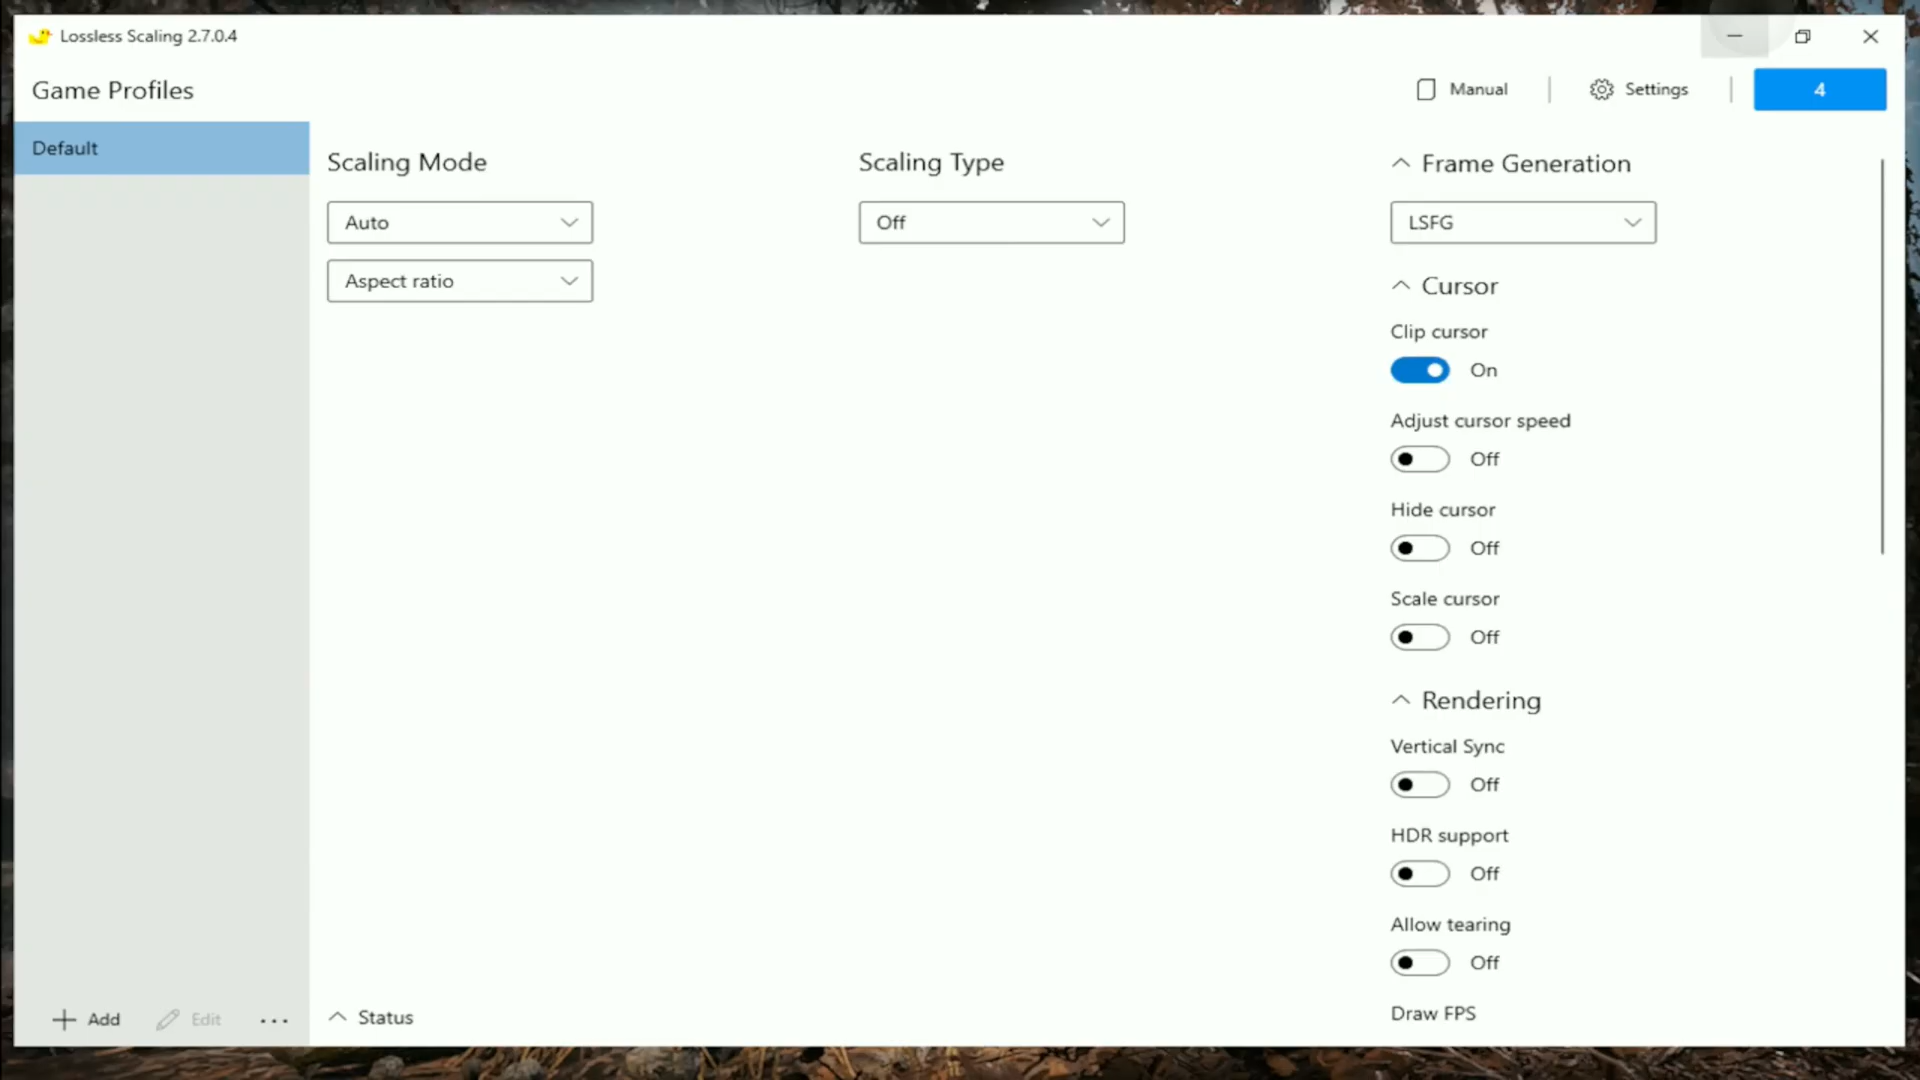 Lossless Scaling 2.7.0.4
Game Profiles
Manual
Settings
4
Default
Scaling Mode
Auto
Aspect ratio
Scaling Type
Off
Frame Generation
LSFG
Cursor
Clip cursor
On
Adjust cursor speed
Off
Hide cursor
Off
Scale cursor
Off
Rendering
Vertical Sync
Off
HDR support
Off
Allow tearing
Off
Draw FPS
Add
Edit
...
Status